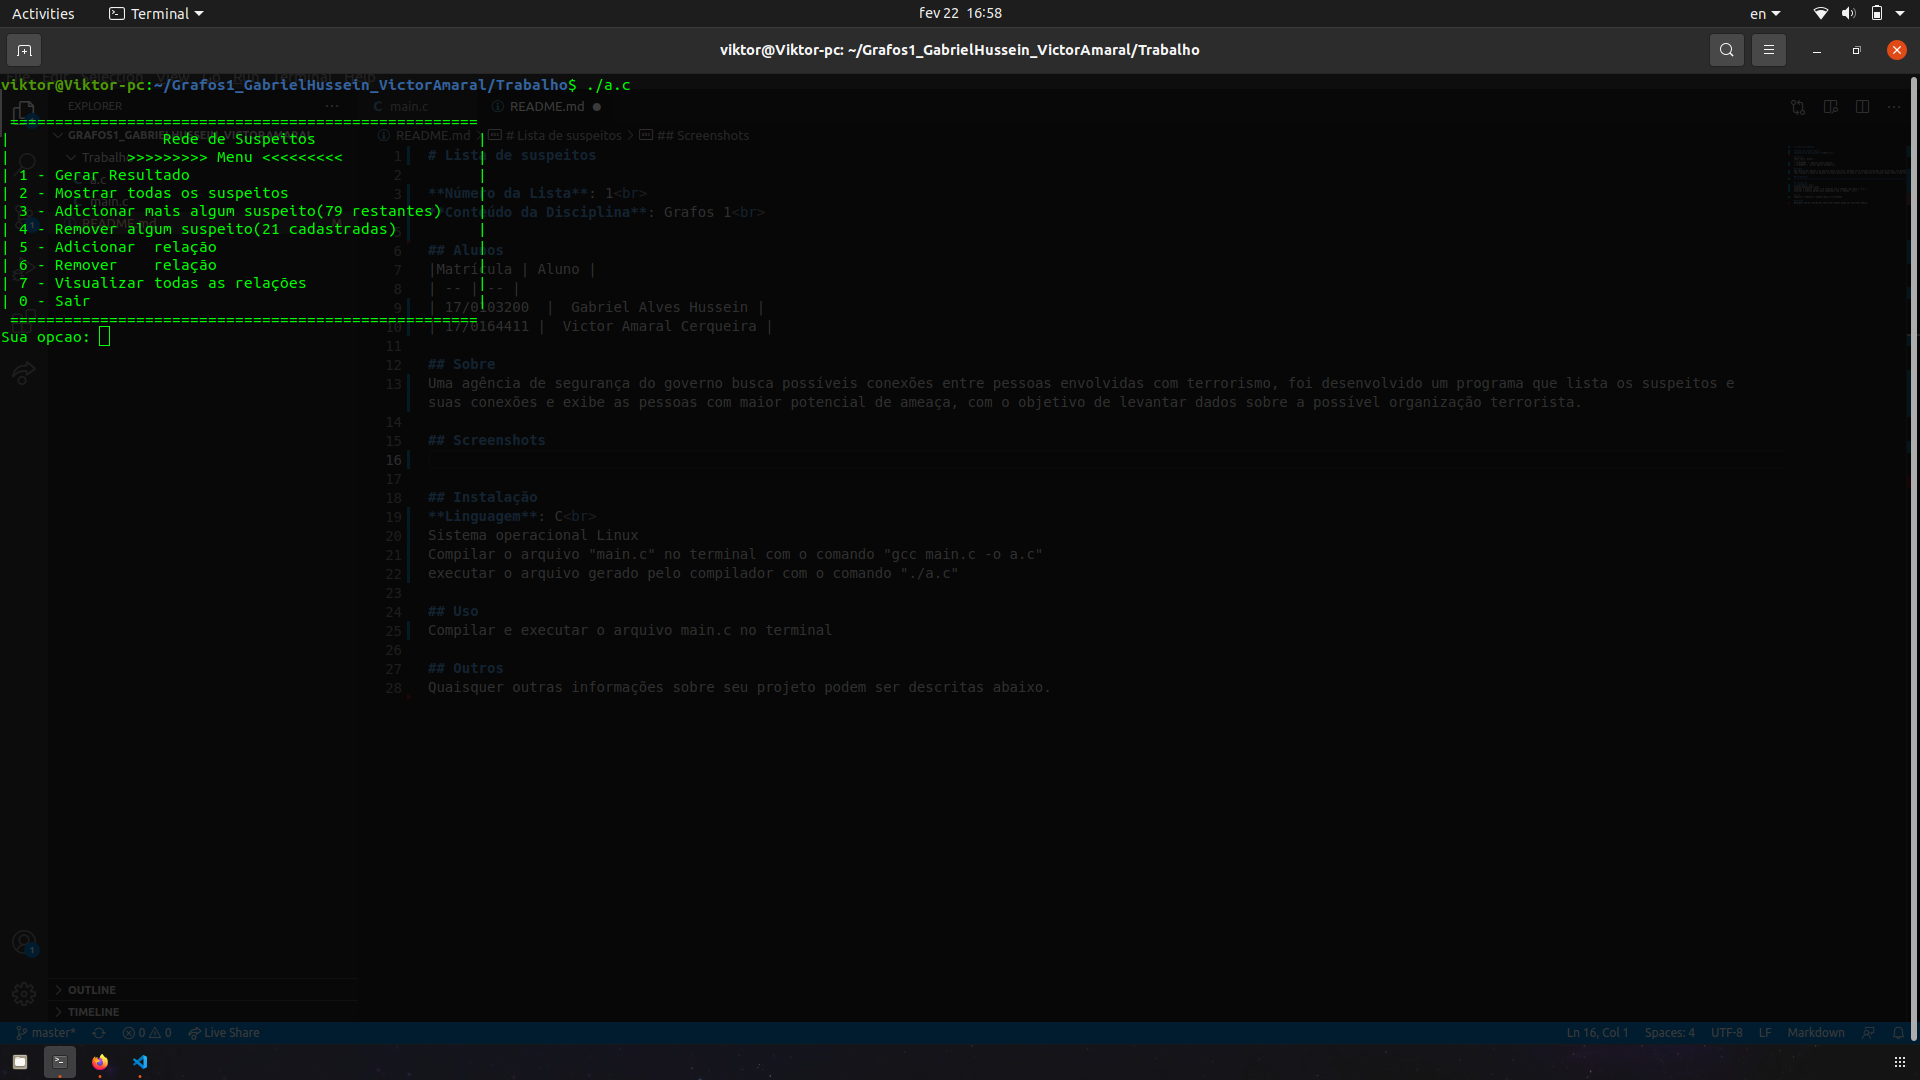 Activities
Terminal
fev 22 16:58
en
viktor@Viktor-pc: ~/Grafos1_GabrielHussein_VictorAmaral/Trabalho
File Edit Selection View Go Run Terminal Help
viktor@Viktor-pc:~/Grafos1_GabrielHussein_VictorAmaral/Trabalho$ ./a.c
====================================================
| Rede de Suspeitos |
| >>>>>>>>> Menu <<<<<<<<< |
| 1 - Gerar Resultado |
| 2 - Mostrar todas os suspeitos |
| 3 - Adicionar mais algum suspeito(79 restantes) |
| 4 - Remover algum suspeito(21 cadastradas) |
| 5 - Adicionar relação |
| 6 - Remover relação |
| 7 - Visualizar todas as relações |
| 0 - Sair |
====================================================
Sua opcao:
EXPLORER
GRAFOS1_GABRIELHUSSEIN_VICTORAMARAL
Trabalho
a.c
main.c
README.md M
OUTLINE
TIMELINE
main.c
README.md
README.md > # Lista de suspeitos > ## Screenshots
1 # Lista de suspeitos
2
3 **Número da Lista**: 1<br>
**Conteúdo da Disciplina**: Grafos 1<br>
5
6 ## Alunos
7 |Matrícula | Aluno |
8 | -- | -- |
9 | 17/0103200 | Gabriel Alves Hussein |
10 | 17/0164411 | Victor Amaral Cerqueira |
11
12 ## Sobre
13 Uma agência de segurança do governo busca possíveis conexões entre pessoas envolvidas com terrorismo, foi desenvolvido um programa que lista os suspeitos e
suas conexões e exibe as pessoas com maior potencial de ameaça, com o objetivo de levantar dados sobre a possível organização terrorista.
14
15 ## Screenshots
16
17
18 ## Instalação
19 **Linguagem**: C<br>
20 Sistema operacional Linux
21 Compilar o arquivo "main.c" no terminal com o comando "gcc main.c -o a.c"
22 executar o arquivo gerado pelo compilador com o comando "./a.c"
23
24 ## Uso
25 Compilar e executar o arquivo main.c no terminal
26
27 ## Outros
28 Quaisquer outras informações sobre seu projeto podem ser descritas abaixo.
master* 0 0 Live Share
Ln 16, Col 1 Spaces: 4 UTF-8 LF Markdown